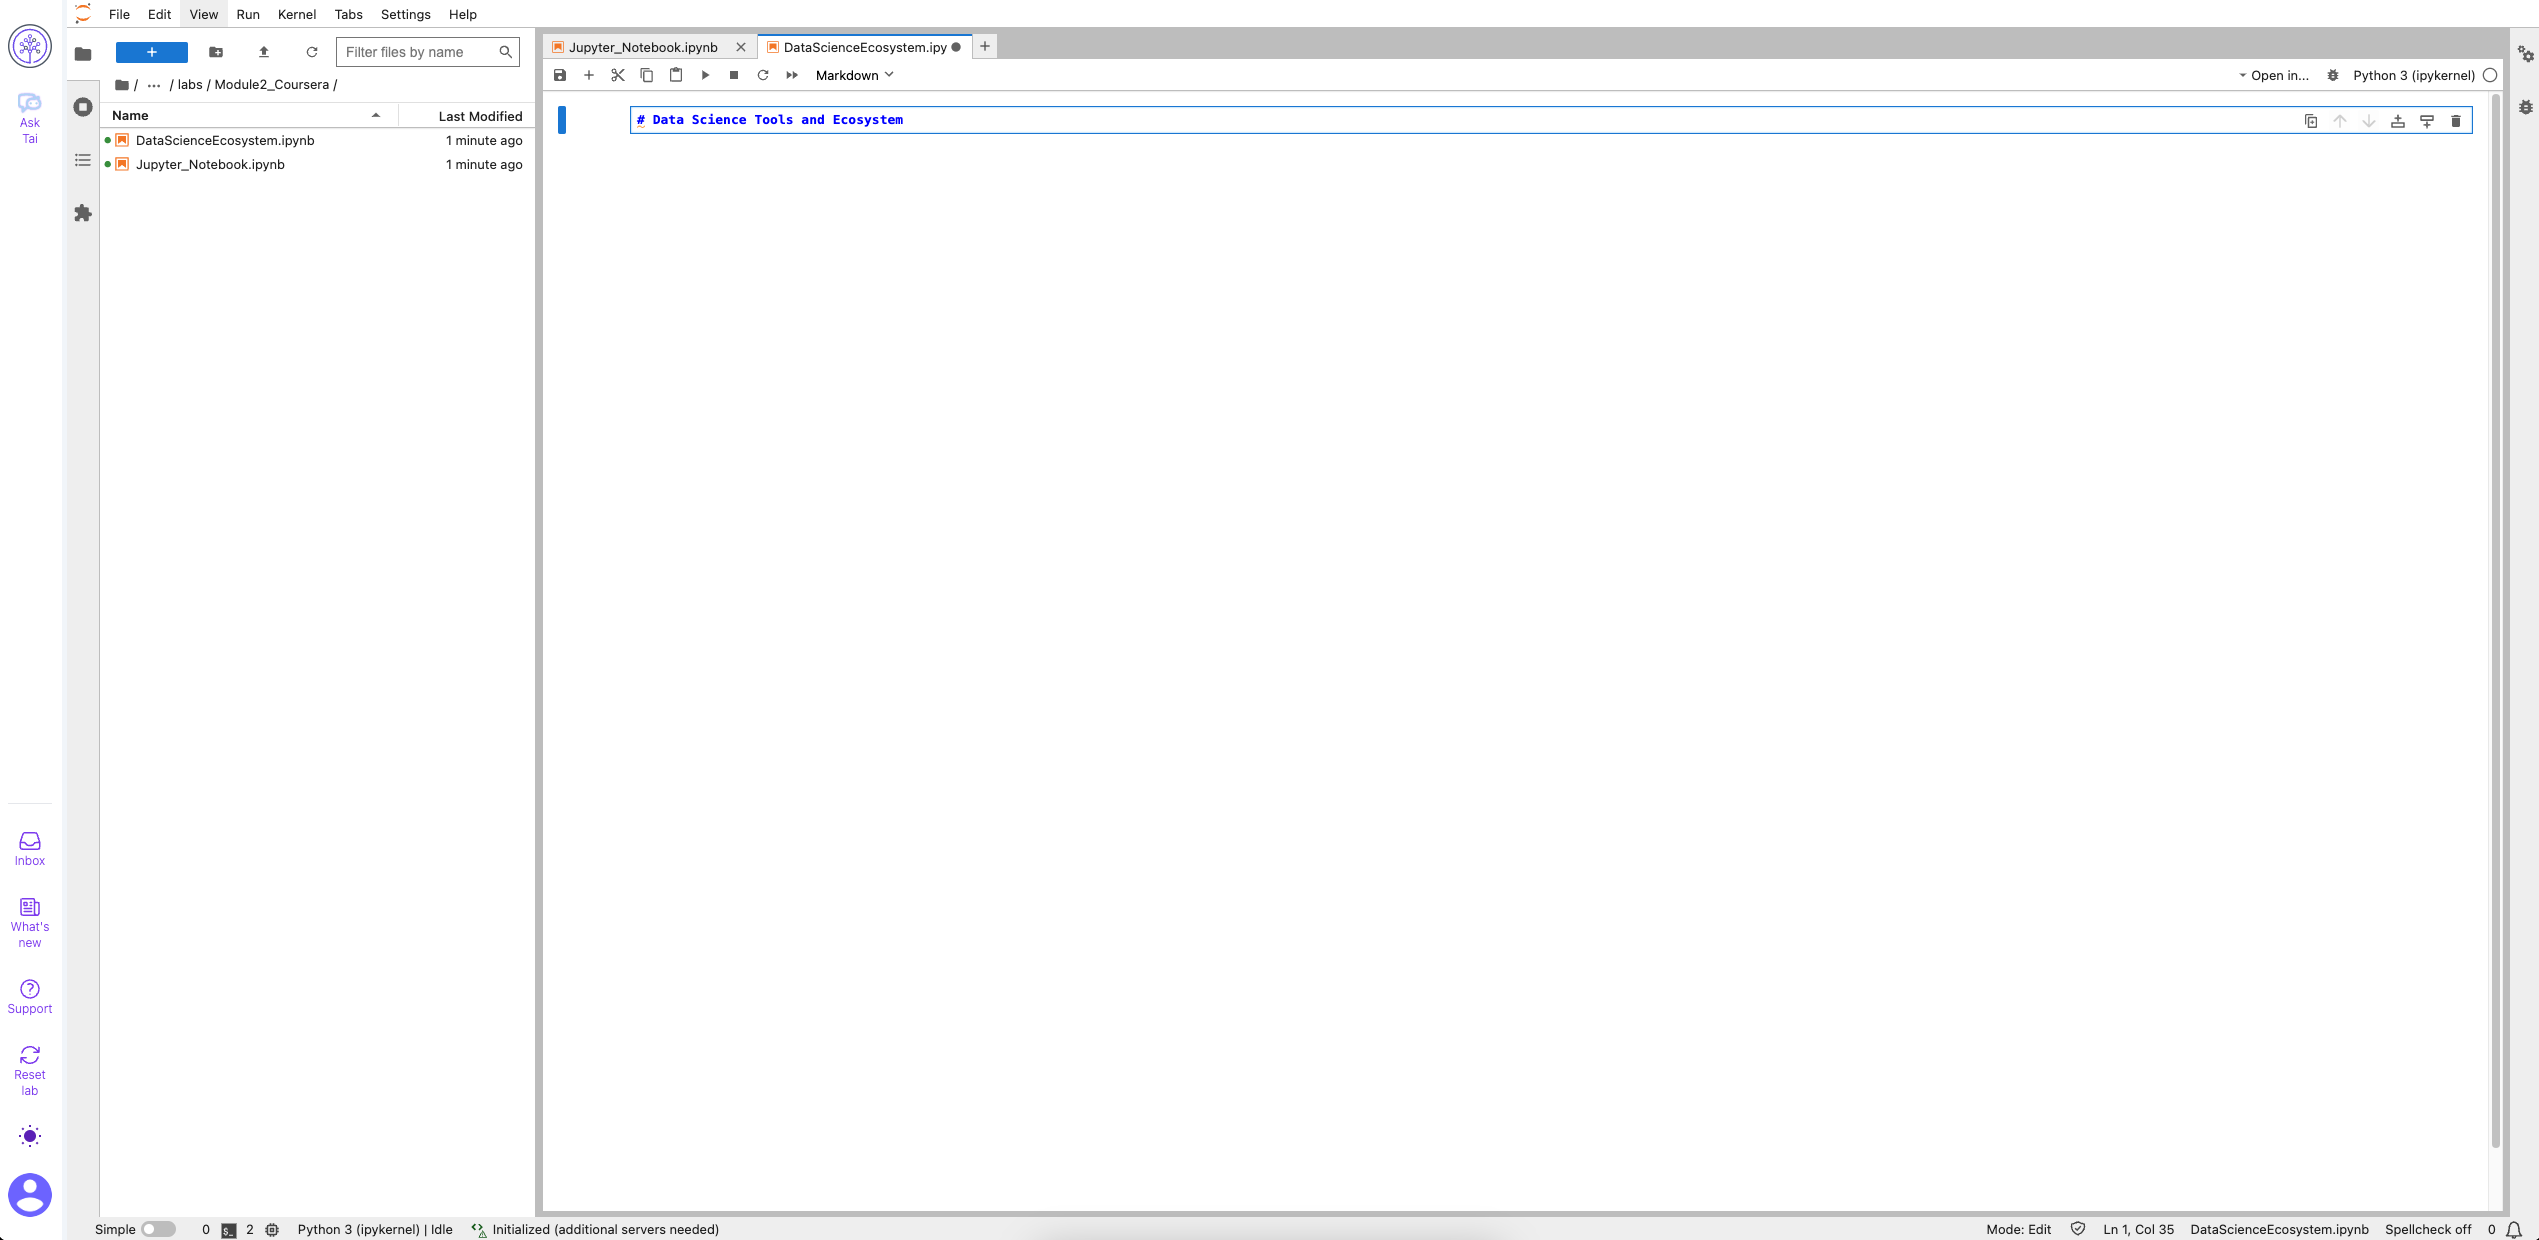 File Edit View Run Kernel Tabs Settings Help
Ask
Tai
+
Filter files by name
/ ... / labs / Module2_Coursera /
Name Last Modified
DataScienceEcosystem.ipynb 1 minute ago
Jupyter_Notebook.ipynb 1 minute ago
Jupyter_Notebook.ipynb DataScienceEcosystem.ipy
Markdown Open in... Python 3 (ipykernel)
# Data Science Tools and Ecosystem
Inbox
What's
new
Support
Reset
lab
Simple 0 $_ 2 Python 3 (ipykernel) | Idle Initialized (additional servers needed) Mode: Edit Ln 1, Col 35 DataScienceEcosystem.ipynb Spellcheck off 0